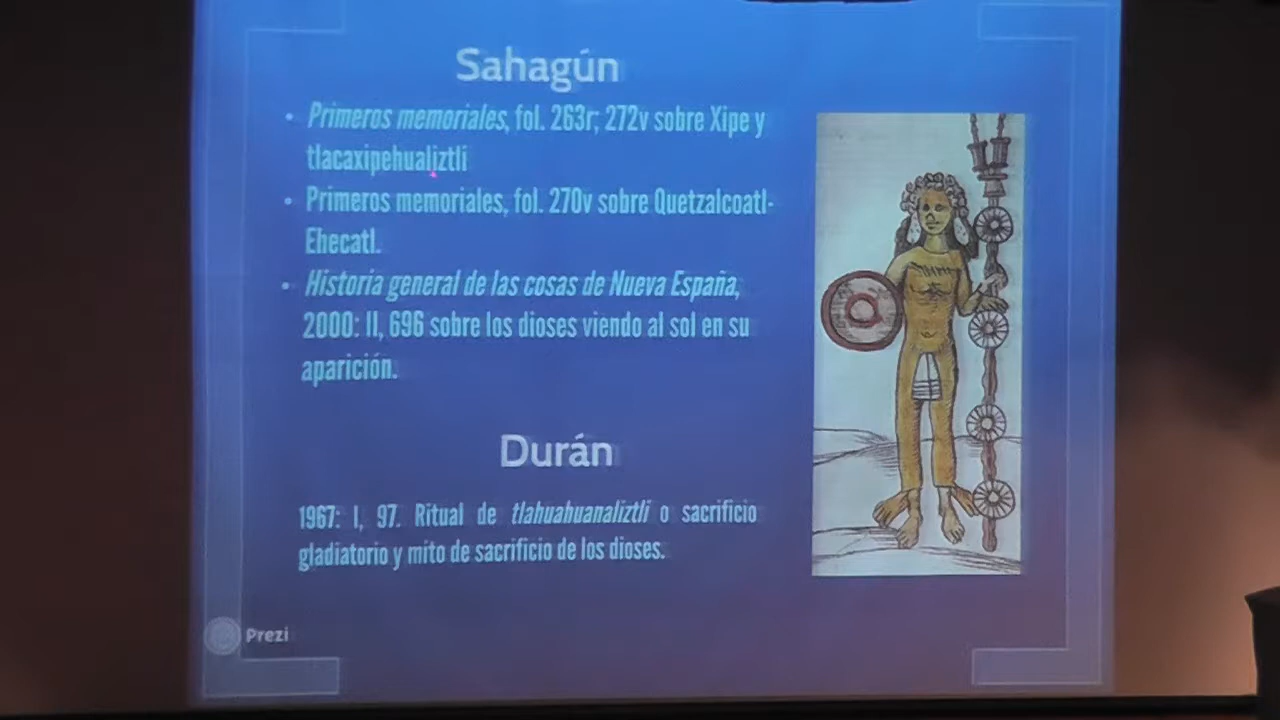 Sahagún
• Primeros memoriales, fol. 263r; 272v sobre Xipe y
tlacaxipehualiztli
• Primeros memoriales, fol. 270v sobre Quetzalcoatl-
Ehecatl.
• Historia general de las cosas de Nueva España,
2000: II, 696 sobre los dioses viendo al sol en su
aparición.
Durán
1967: I, 97. Ritual de tlahuahuanaliztli o sacrificio
gladiatorio y mito de sacrificio de los dioses.
Prezi